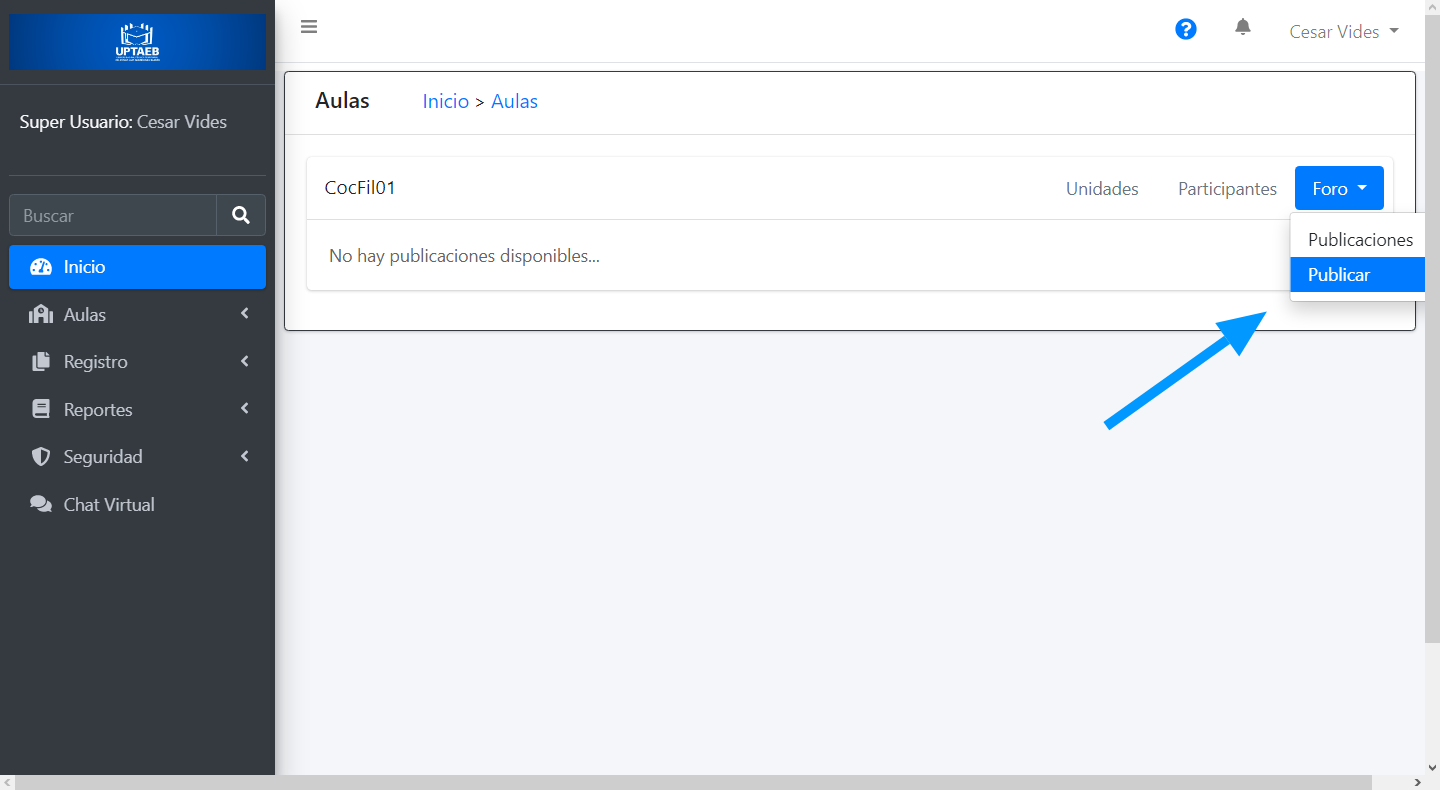 UPTAEB
Super Usuario: Cesar Vides
Buscar
Inicio
Aulas
Registro
Reportes
Seguridad
Chat Virtual
Cesar Vides
Aulas
Inicio > Aulas
CocFil01
Unidades
Participantes
Foro
Publicaciones
Publicar
No hay publicaciones disponibles...